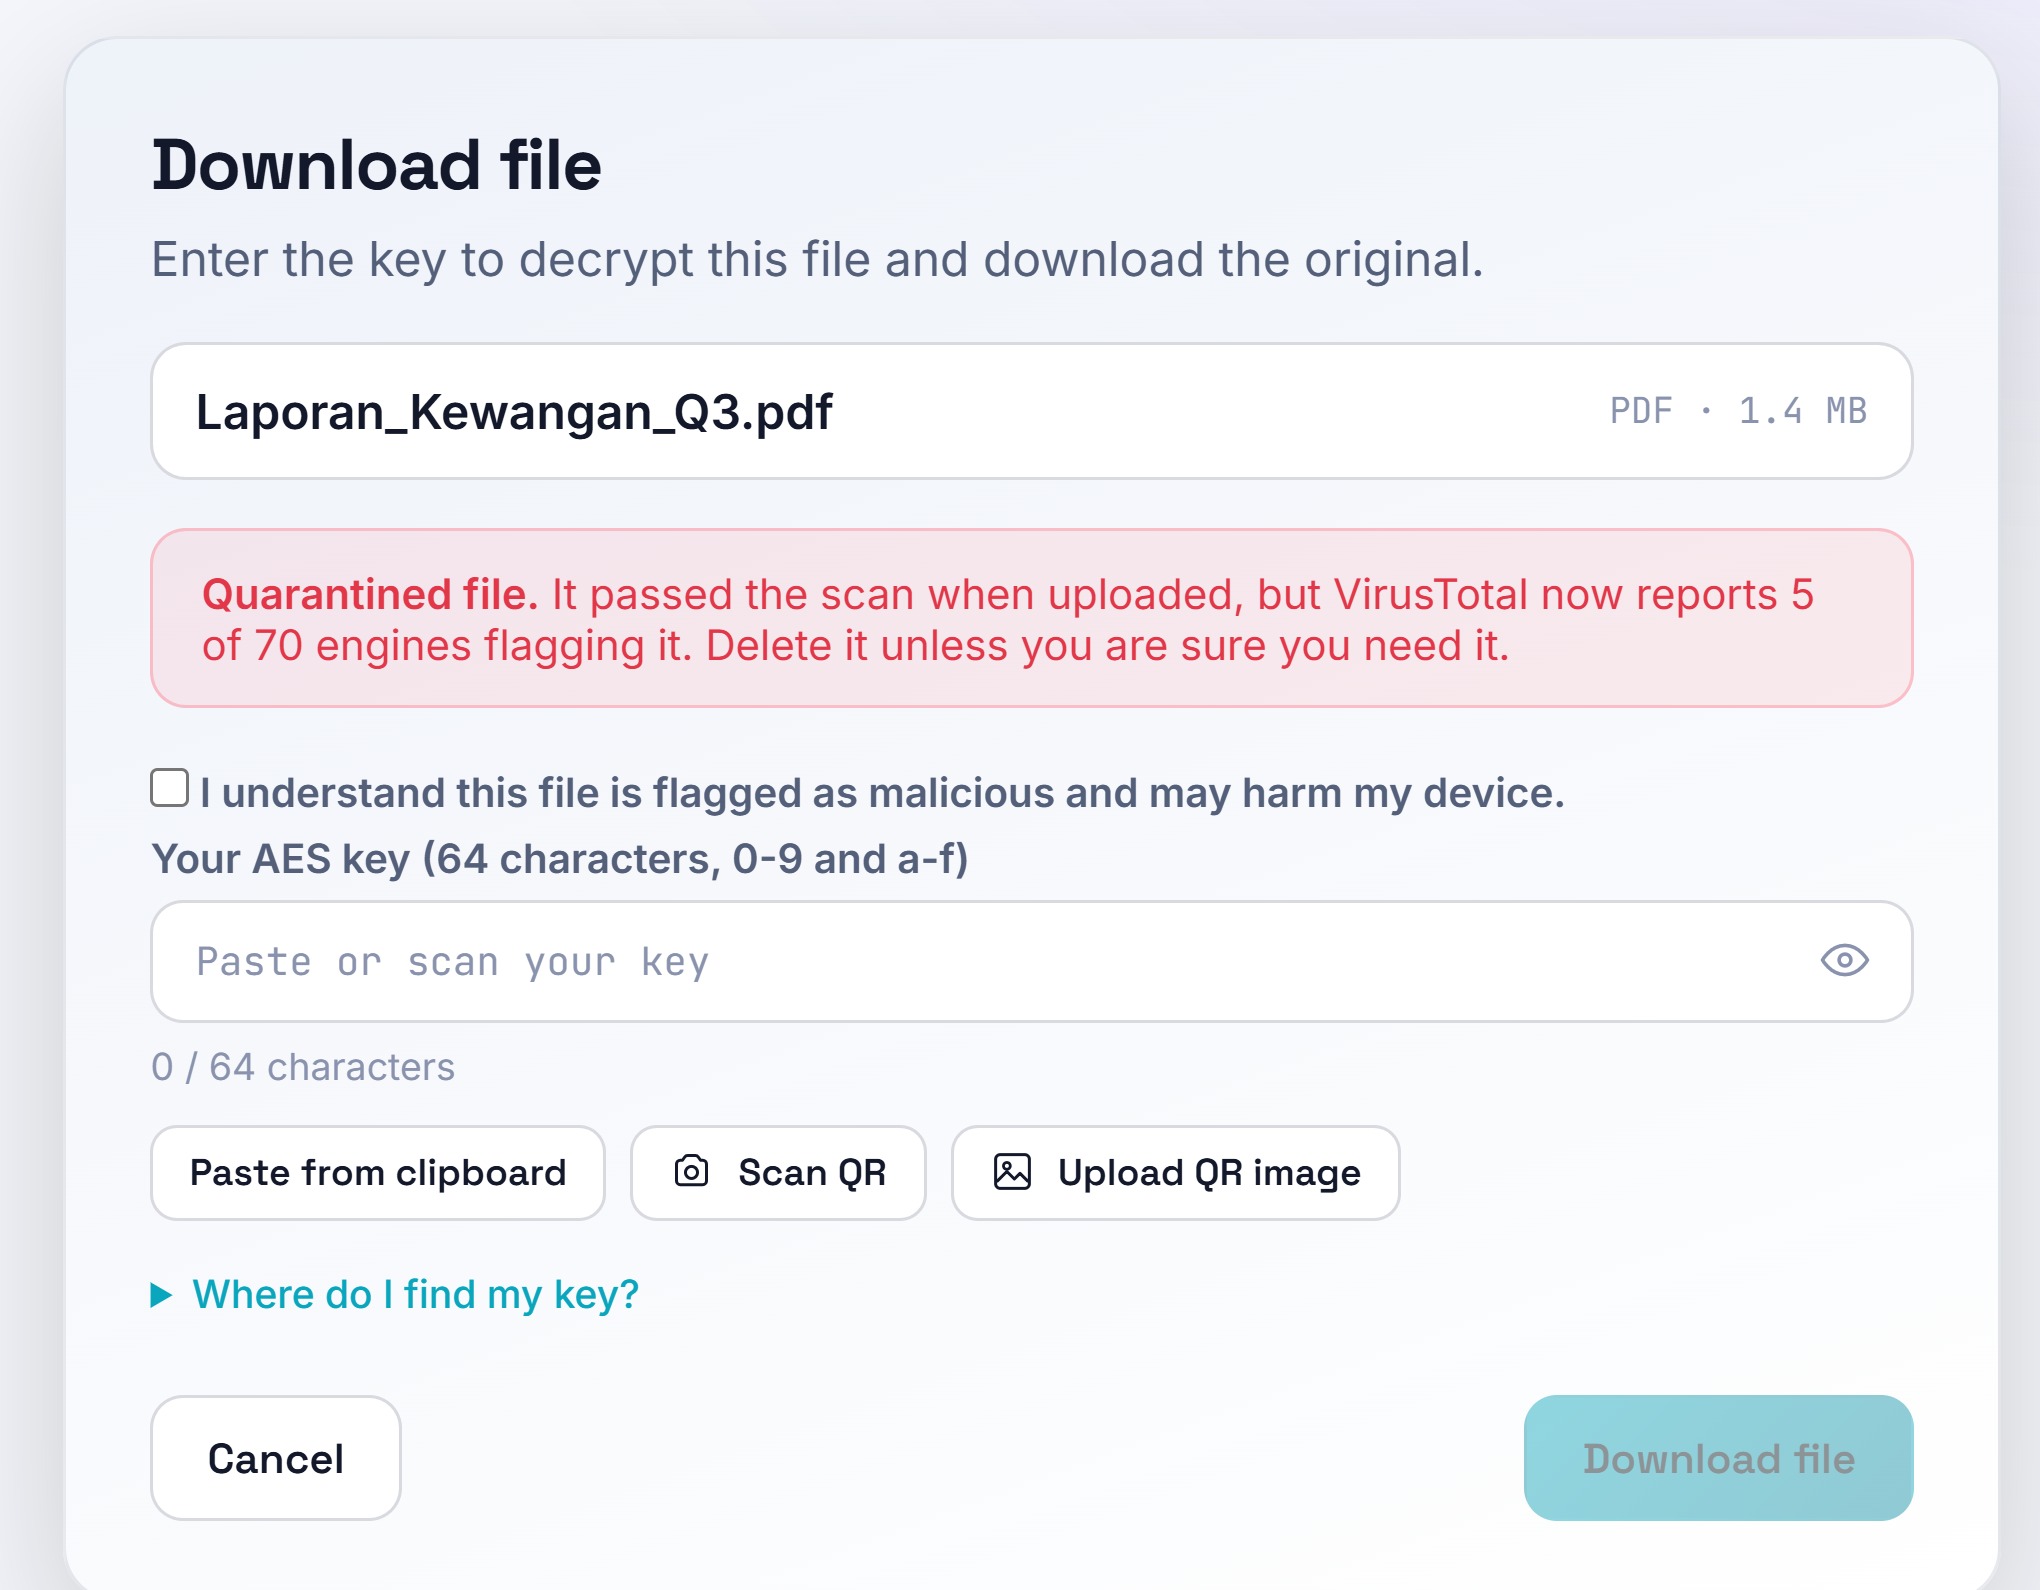 Download file
Enter the key to decrypt this file and download the original.
Laporan_Kewangan_Q3.pdf PDF · 1.4 MB
Quarantined file. It passed the scan when uploaded, but VirusTotal now reports 5
of 70 engines flagging it. Delete it unless you are sure you need it.
I understand this file is flagged as malicious and may harm my device.
Your AES key (64 characters, 0-9 and a-f)
Paste or scan your key
0 / 64 characters
Paste from clipboard Scan QR Upload QR image
Where do I find my key?
Cancel Download file